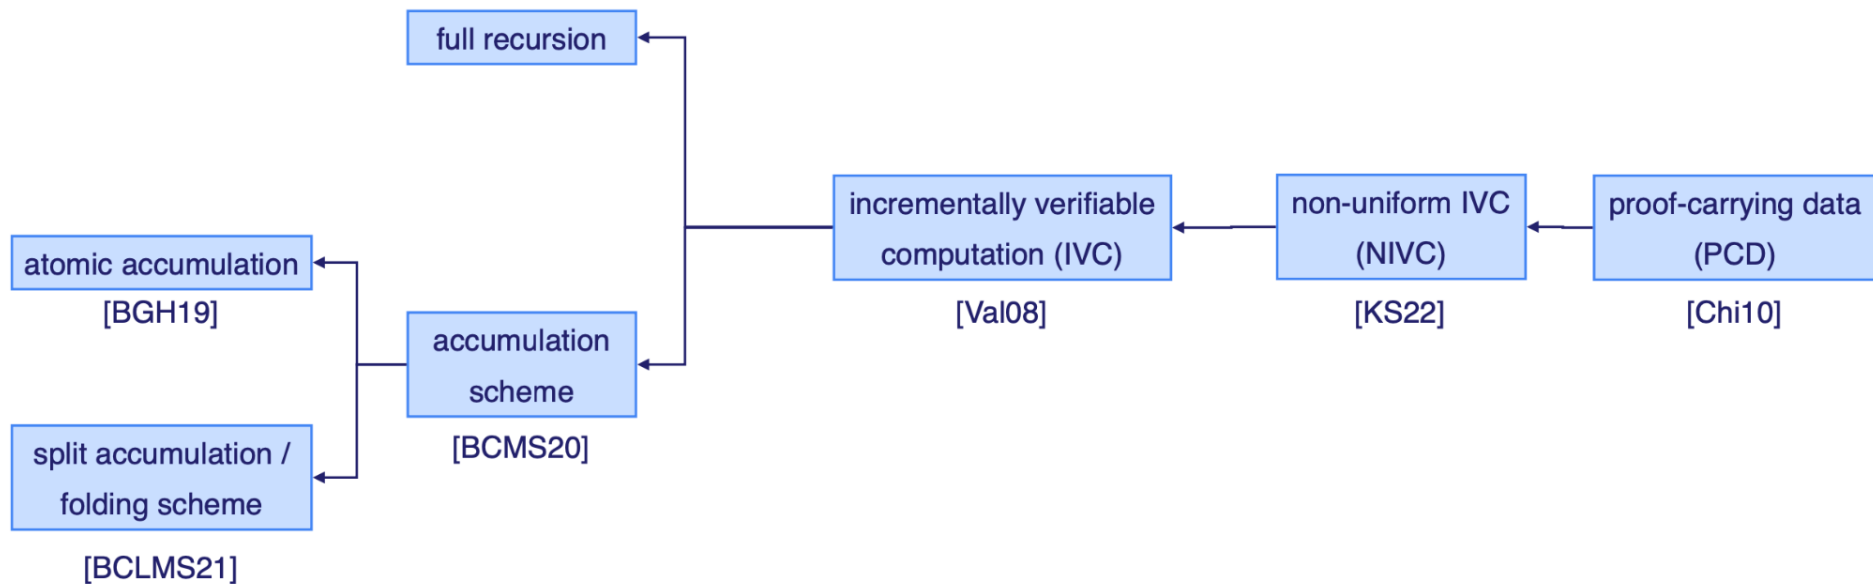 full recursion
incrementally verifiable
computation (IVC)
[Val08]
non-uniform IVC
(NIVC)
[KS22]
proof-carrying data
(PCD)
[Chi10]
atomic accumulation
[BGH19]
accumulation
scheme
[BCMS20]
split accumulation /
folding scheme
[BCLMS21]